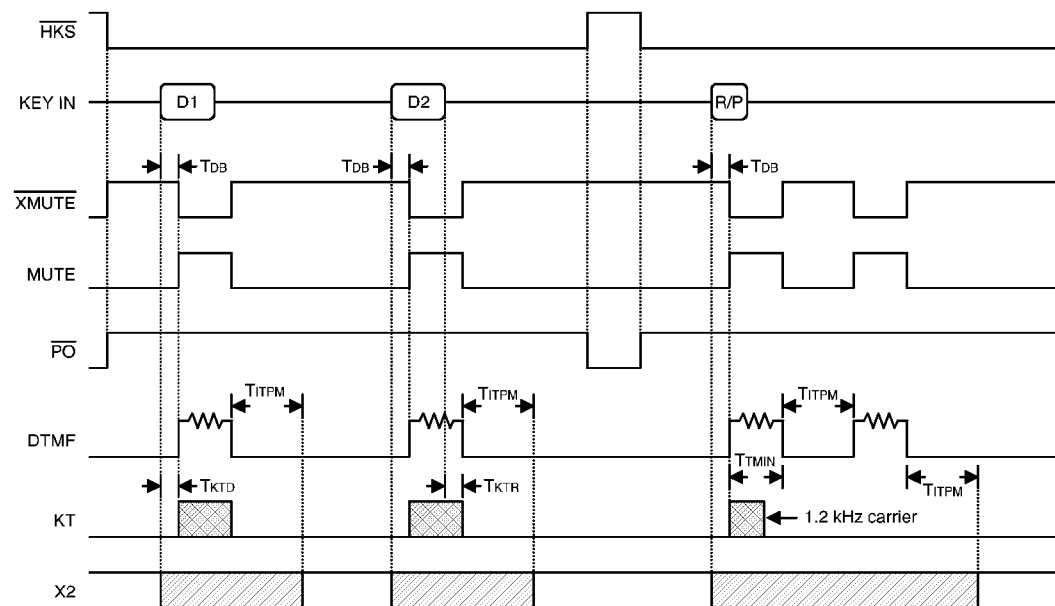 HKS
KEY IN
D1
D2
R/P
TDB
TDB
TDB
XMUTE
MUTE
PO
TITPM
TITPM
TITPM
DTMF
TTMIN
TKTD
TKTR
TITPM
KT
1.2 kHz carrier
X2